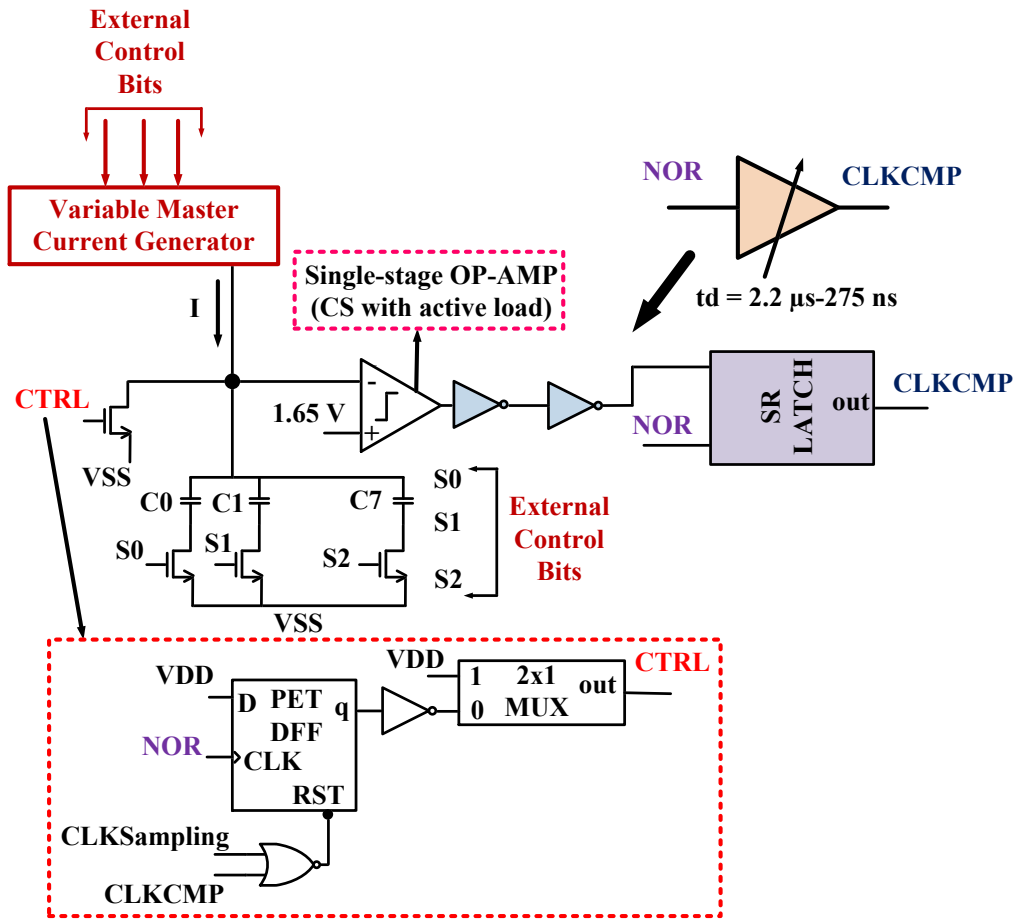 External
Control
Bits
Variable Master
Current Generator
I
Single-stage OP-AMP
(CS with active load)
NOR
CLKCMP
td = 2.2 µs-275 ns
CTRL
VSS
-
1.65 V
+
NOR
SR
LATCH
out
CLKCMP
C0
C1
C7
S0
S1
S2
S0
S1
S2
External
Control
Bits
VSS
VDD
D
PET
DFF
q
NOR
CLK
RST
CLKSampling
CLKCMP
VDD
1
0
2x1
MUX
out
CTRL